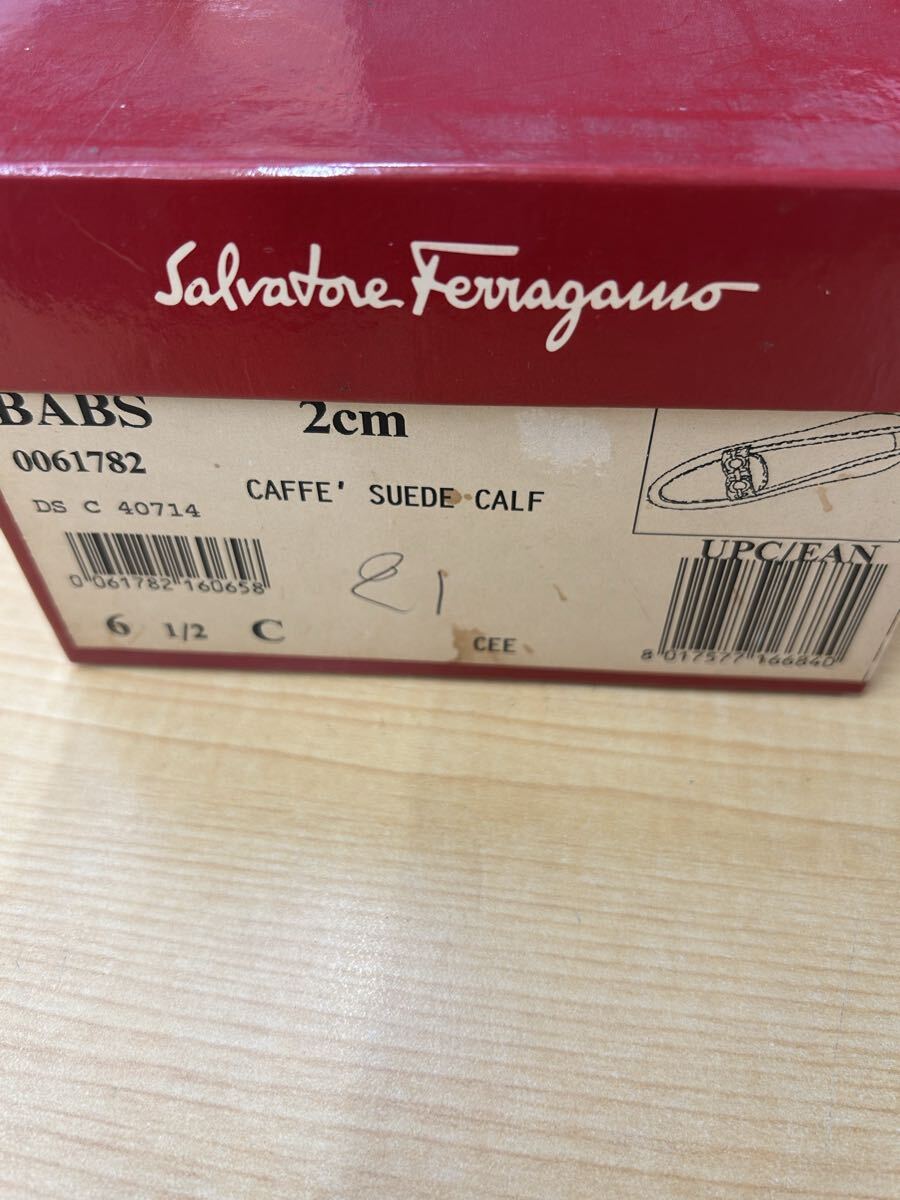 Salvatore Ferragamo
BABS 2cm
0061782
CAFFE' SUEDE CALF
DS C 40714
UPC/EAN
0 061782 160658
21
6 1/2 C
CEE
8 017577 166840